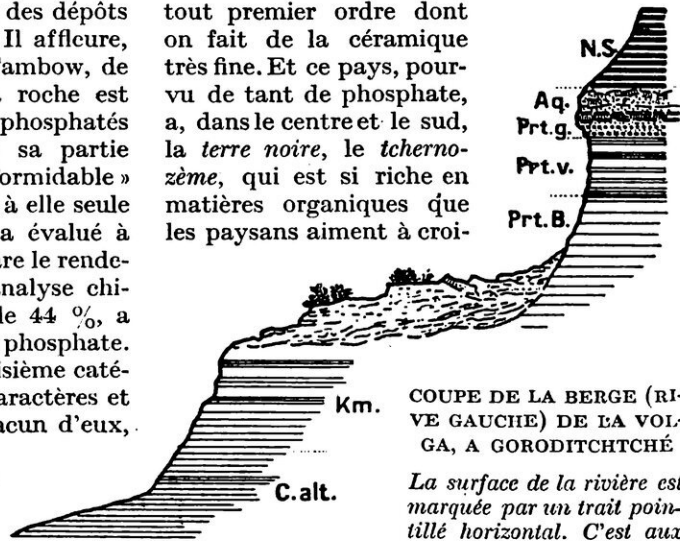 des dépôts
Il affleure,
ambow, de
roche est
phosphatés
sa partie
ormidable »
à elle seule
a évalué à
re le rende-
nalyse chi-
le 44 %, a
phosphate.
isième caté-
aractères et
acun d'eux,
tout premier ordre dont
on fait de la céramique
très fine. Et ce pays, pour-
vu de tant de phosphate,
a, dans le centre et le sud,
la terre noire, le tcherno-
zème, qui est si riche en
matières organiques que
les paysans aiment à croi-
N.S.
Aq.
Prt.g.
Prt.v.
Prt.B.
Km.
C.alt.
COUPE DE LA BERGE (RI-
VE GAUCHE) DE LA VOL-
GA, A GORODITCHTCHÉ
La surface de la rivière est
marquée par un trait poin-
tillé horizontal. C'est aux